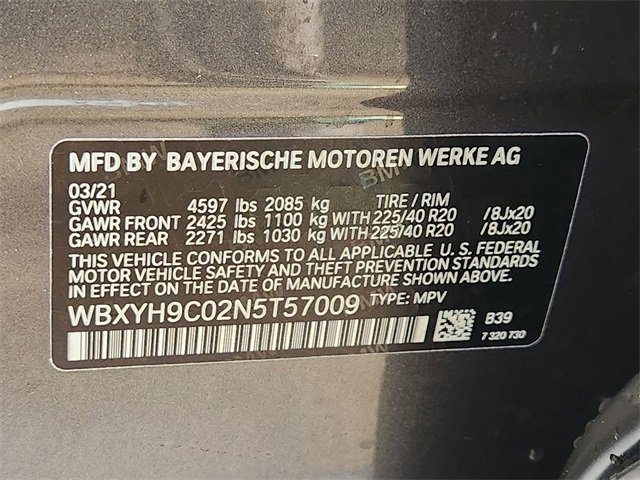 MFD BY BAYERISCHE MOTOREN WERKE AG
03/21
GVWR 4597 lbs 2085 kg TIRE / RIM
GAWR FRONT 2425 lbs 1100 kg WITH 225/40 R20 /8Jx20
GAWR REAR 2271 lbs 1030 kg WITH 225/40 R20 /8Jx20
THIS VEHICLE CONFORMS TO ALL APPLICABLE U. S. FEDERAL
MOTOR VEHICLE SAFETY AND THEFT PREVENTION
STANDARDS IN EFFECT ON THE DATE OF MANUFACTURE SHOWN ABOVE.
WBXYH9C02N5T57009 TYPE: MPV
B39
7 320 730